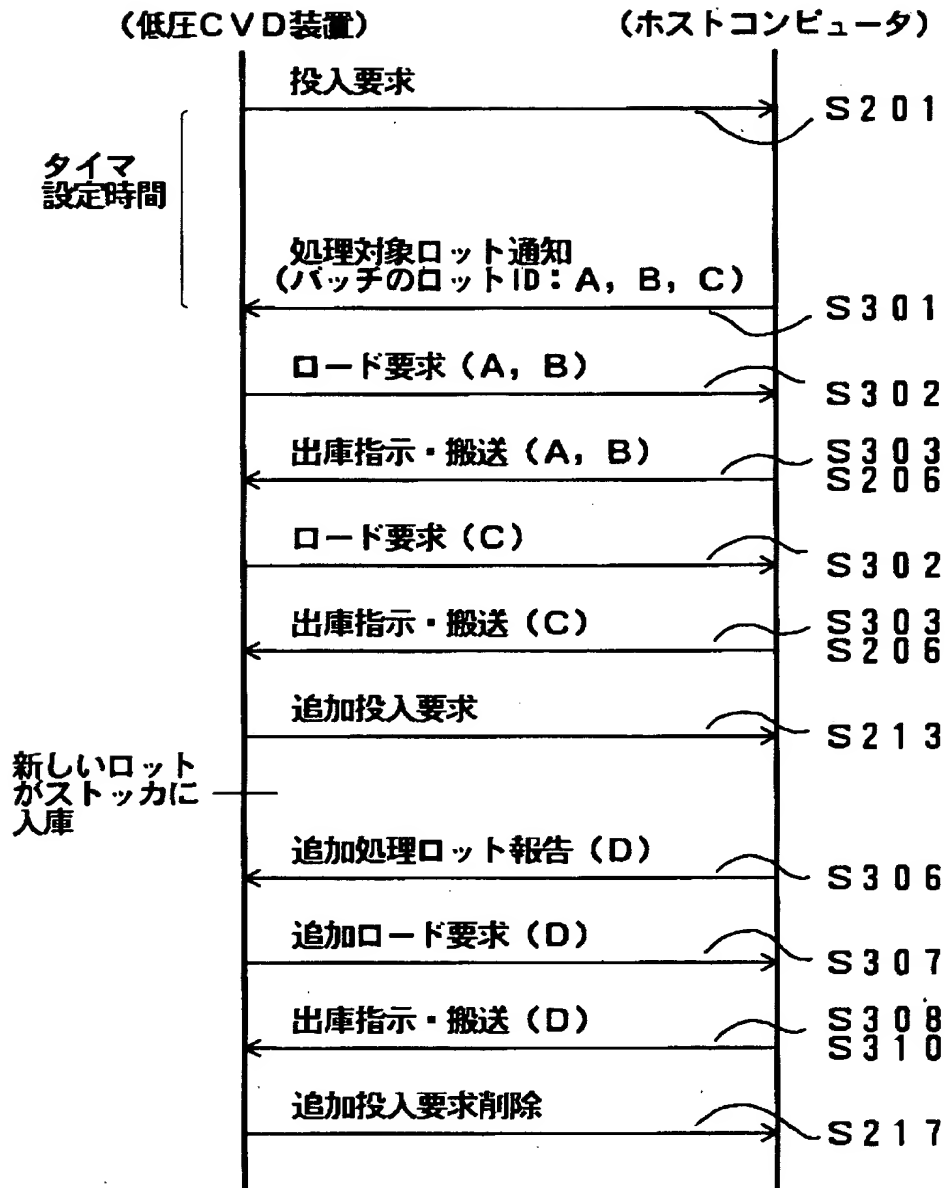 (低圧CVD装置)
(ホストコンピュータ)
投入要求
S201
タイマ
設定時間
処理対象ロット通知
(バッチのロットID:A,B,C)
S301
ロード要求(A,B)
S302
出庫指示・搬送(A,B)
S303
S206
ロード要求(C)
S302
出庫指示・搬送(C)
S303
S206
追加投入要求
S213
新しいロット
がストッカに
入庫
追加処理ロット報告(D)
S306
追加ロード要求(D)
S307
出庫指示・搬送(D)
S308
S310
追加投入要求削除
S217